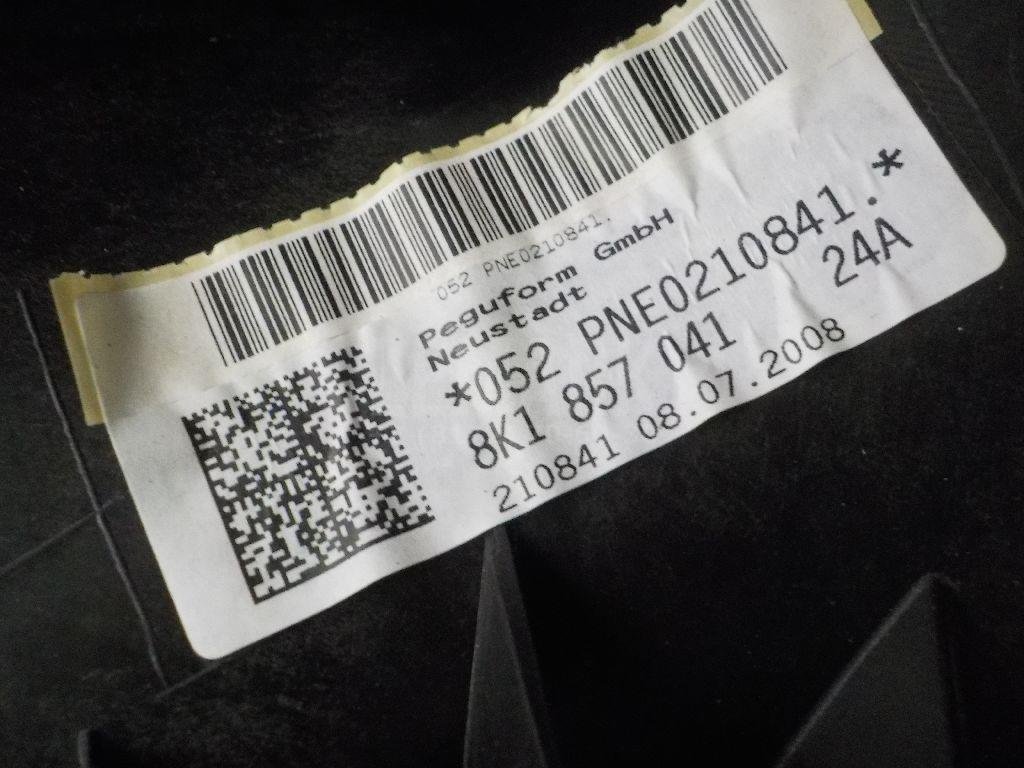 052 PNE0210841.
Peguform GmbH
Neustadt
*052 PNE0210841.*
8K1 857 041 24A
210841 08.07.2008